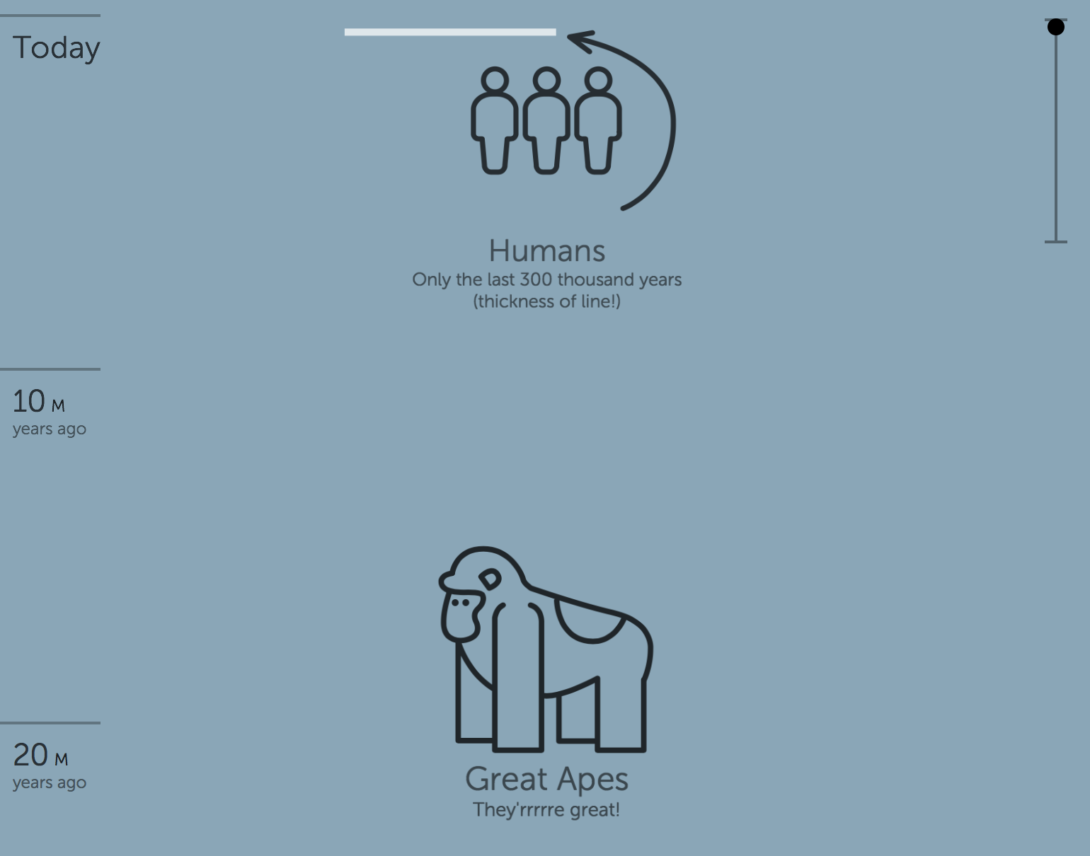 Today
Humans
Only the last 300 thousand years
(thickness of line!)
10 M
years ago
20 M
years ago
Great Apes
They'rrrrre great!